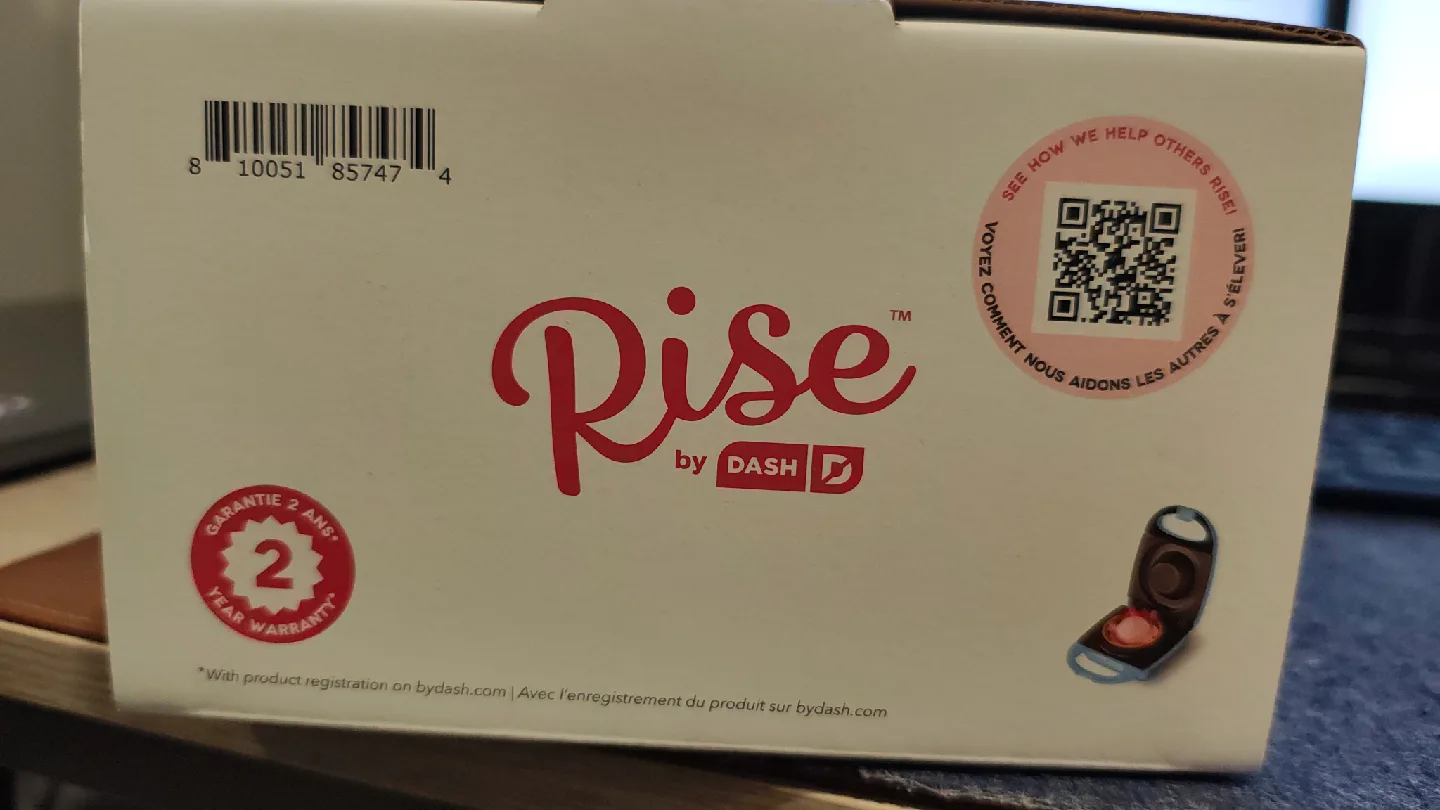 8 10051 85747 4
SEE HOW WE HELP OTHERS RISE!
VOYEZ COMMENT NOUS AIDONS LES AUTRES À S'ÉLEVER!
Rise™
by DASH
GARANTIE 2 ANS*
2
YEAR WARRANTY*
*With product registration on bydash.com | Avec l'enregistrement du produit sur bydash.com